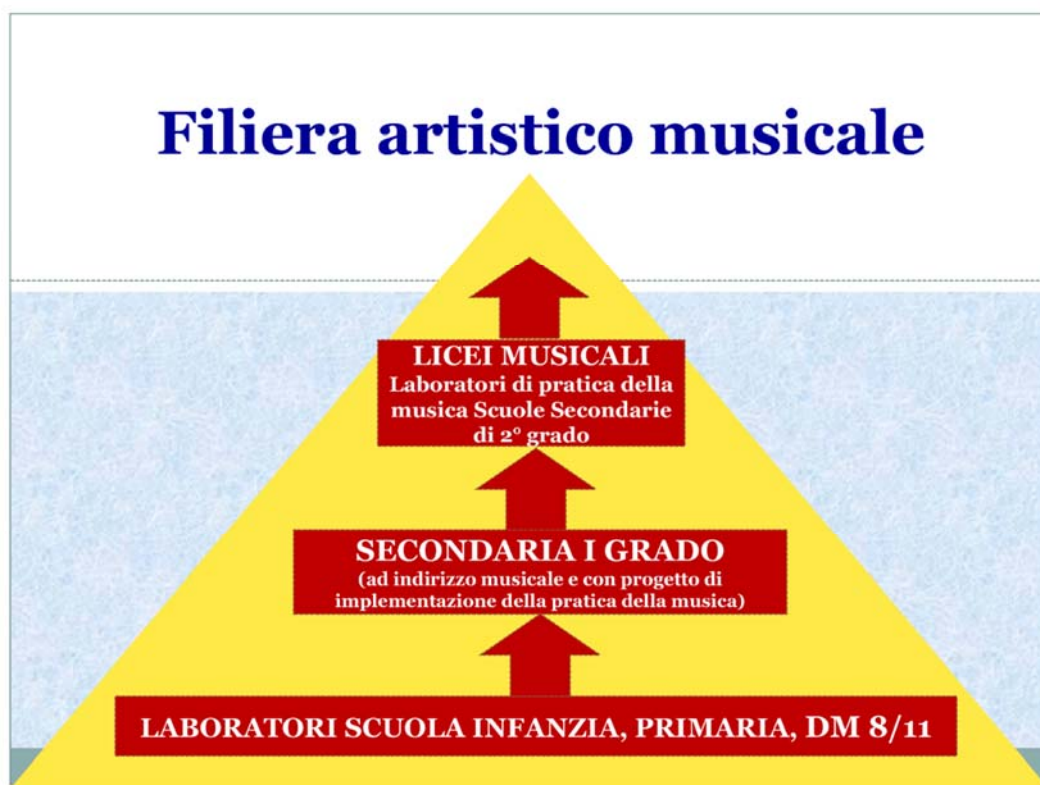 Filiera artistico musicale
LICEI MUSICALI
Laboratori di pratica della
musica Scuole Secondarie
di 2° grado
SECONDARIA I GRADO
(ad indirizzo musicale e con progetto di
implementazione della pratica della musica)
LABORATORI SCUOLA INFANZIA, PRIMARIA, DM 8/11